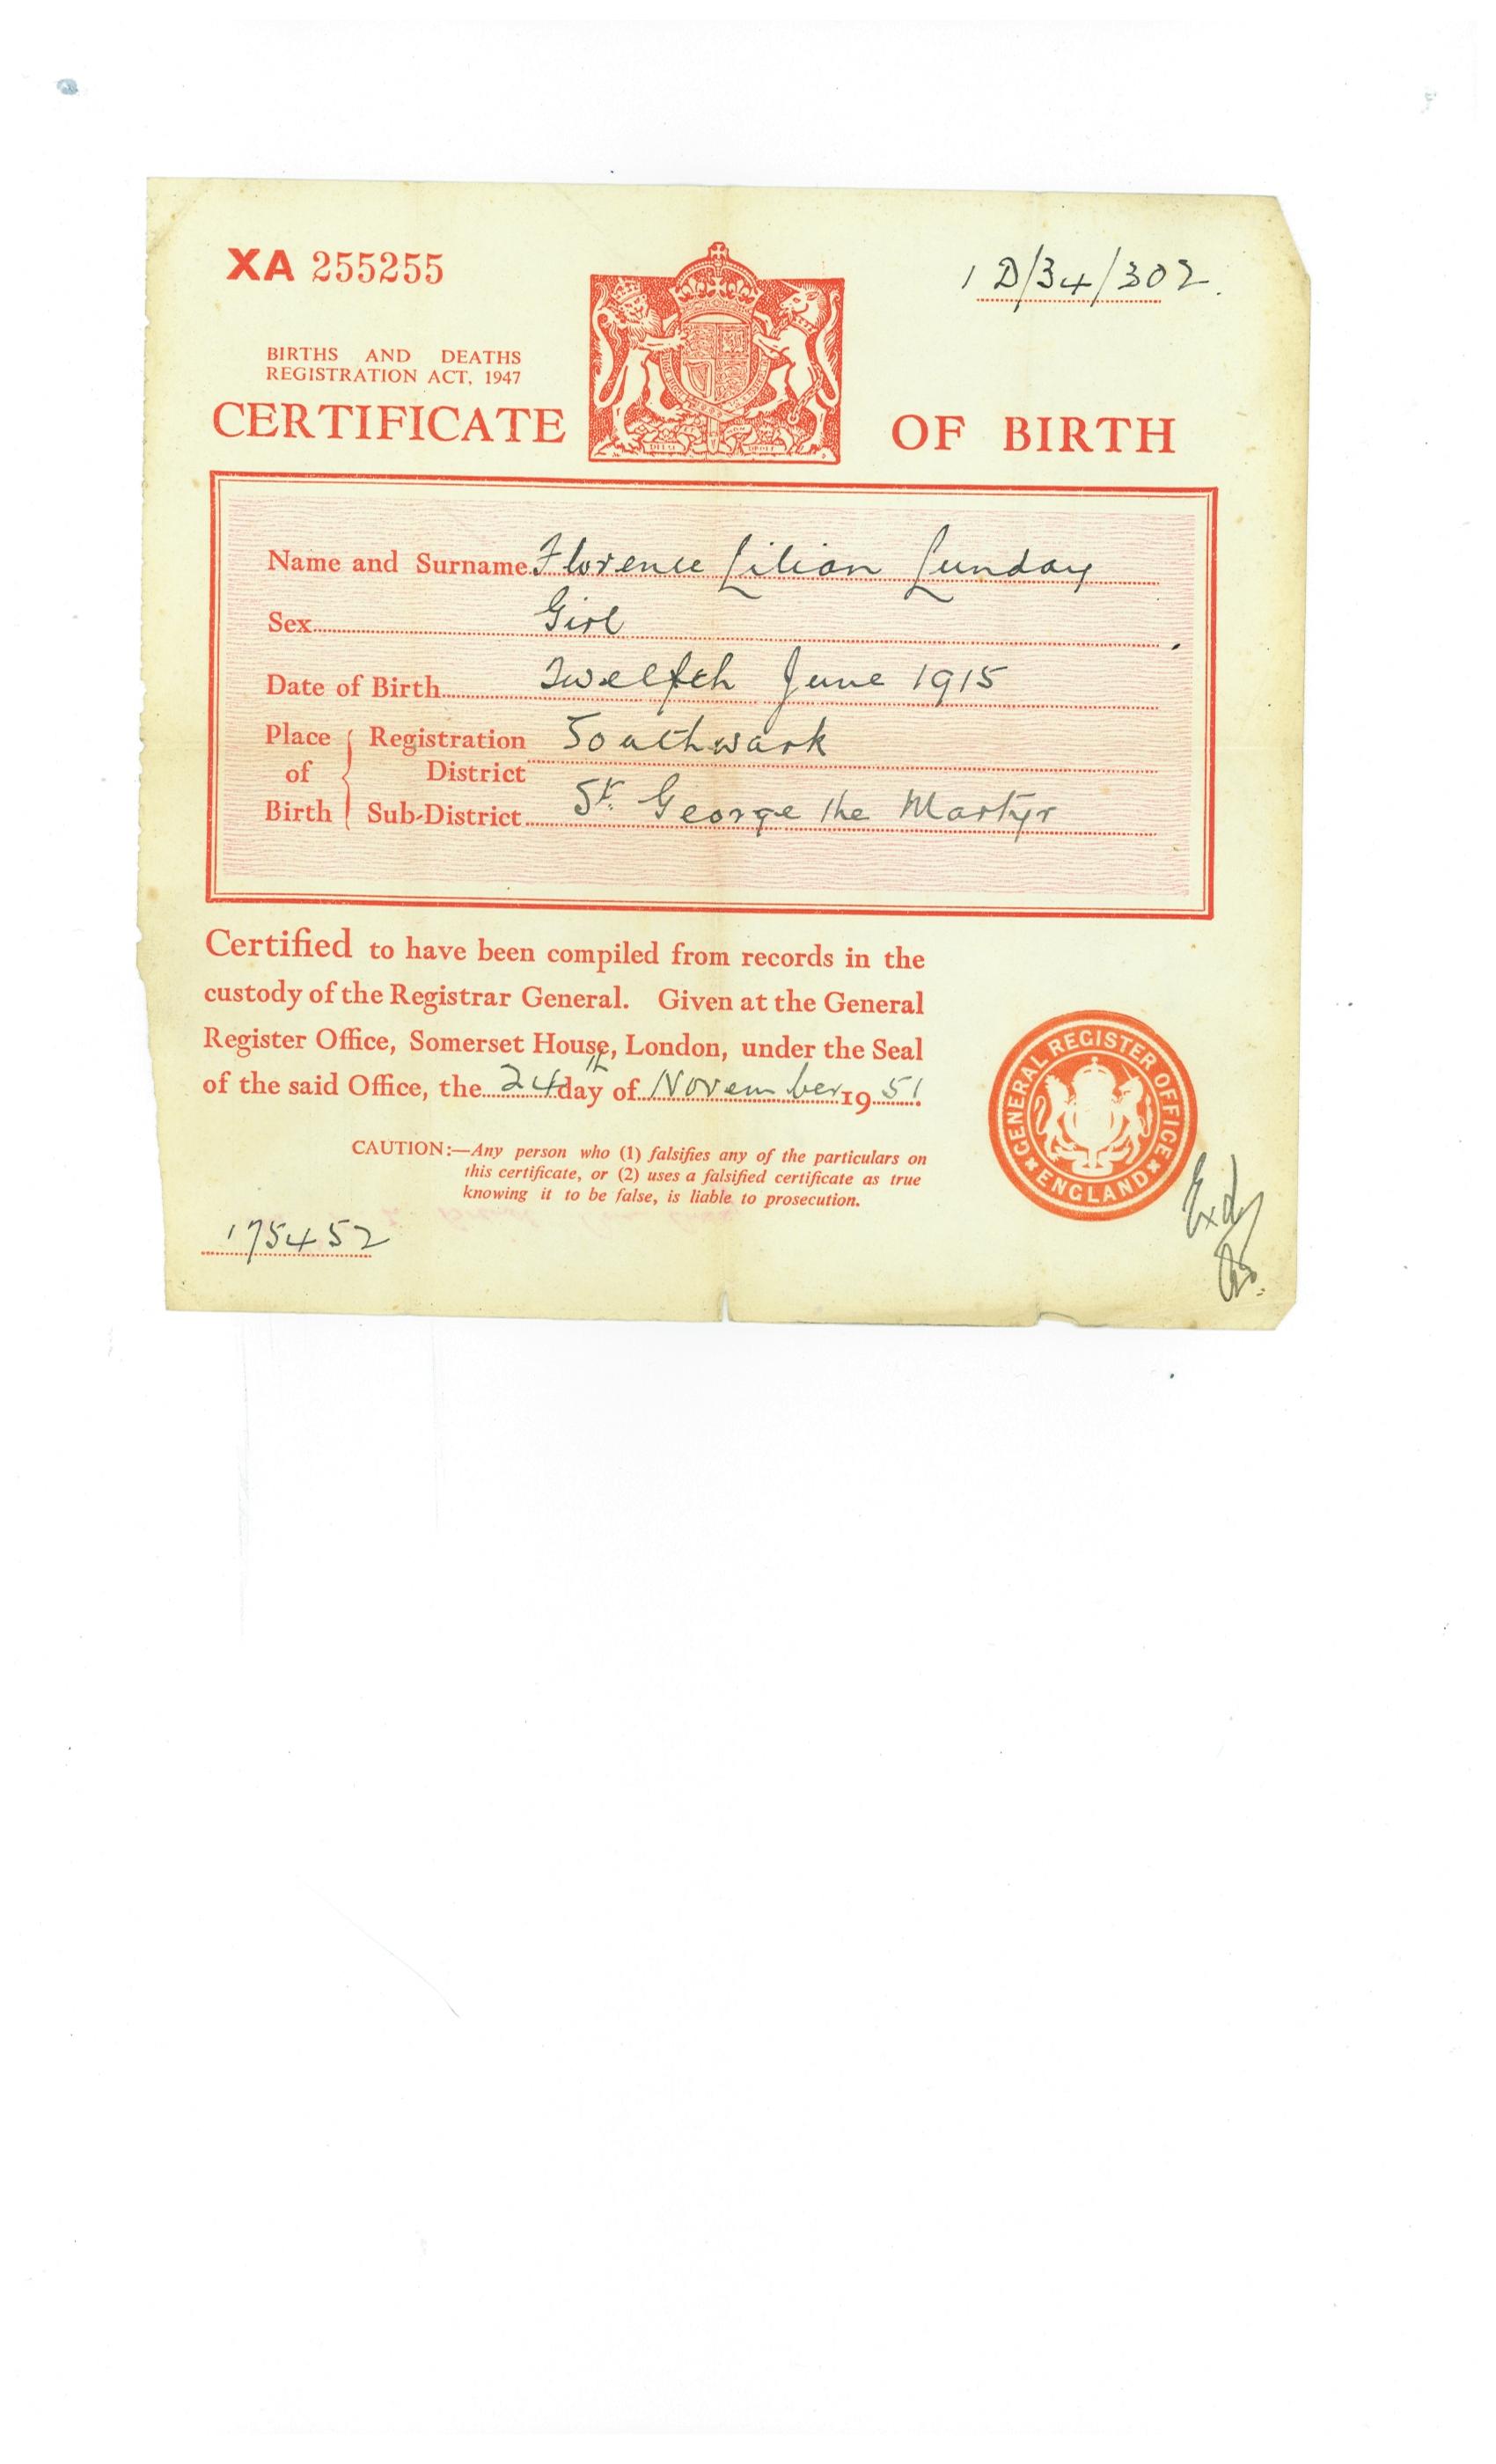 XA 255255
1 D/34/302.
BIRTHS AND DEATHS
REGISTRATION ACT, 1947
CERTIFICATE OF BIRTH
Name and Surname Florence Lilian Lunday
Sex Girl
Date of Birth Twelfth June 1915
Place of Birth
Registration District Southwark
Sub-District St. George the Martyr
Certified to have been compiled from records in the
custody of the Registrar General. Given at the General
Register Office, Somerset House, London, under the Seal
of the said Office, the 24th day of November 1951.
GENERAL REGISTER OFFICE
ENGLAND
CAUTION:—Any person who (1) falsifies any of the particulars on
this certificate, or (2) uses a falsified certificate as true
knowing it to be false, is liable to prosecution.
Exd
175452